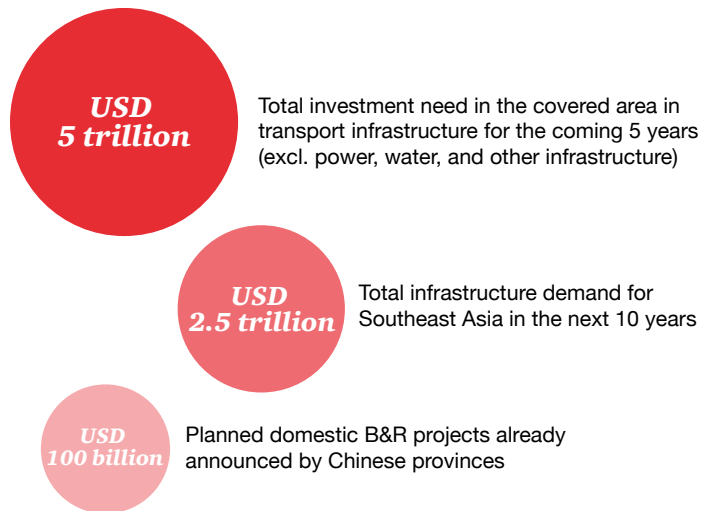 USD
5 trillion
Total investment need in the covered area in
transport infrastructure for the coming 5 years
(excl. power, water, and other infrastructure)
USD
2.5 trillion
Total infrastructure demand for
Southeast Asia in the next 10 years
USD
100 billion
Planned domestic B&R projects already
announced by Chinese provinces